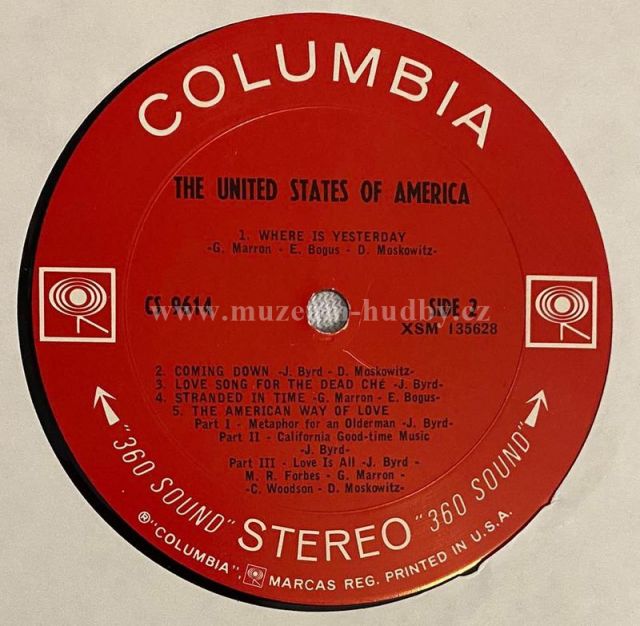 COLUMBIA
THE UNITED STATES OF AMERICA
1. WHERE IS YESTERDAY
-G. Marron - E. Bogus - D. Moskowitz-
CS 9614
SIDE 2
XSM 135628
www.muzeum-hudby.cz
2. COMING DOWN -J. Byrd - D. Moskowitz-
3. LOVE SONG FOR THE DEAD CHÉ -J. Byrd-
4. STRANDED IN TIME -G. Marron - E. Bogus-
5. THE AMERICAN WAY OF LOVE
Part I - Metaphor for an Olderman -J. Byrd-
Part II - California Good-time Music
-J. Byrd-
Part III - Love Is All -J. Byrd -
M. R. Forbes - G. Marron -
-C. Woodson - D. Moskowitz-
"360 SOUND" STEREO "360 SOUND"
®"COLUMBIA", MARCAS REG. PRINTED IN U.S.A.